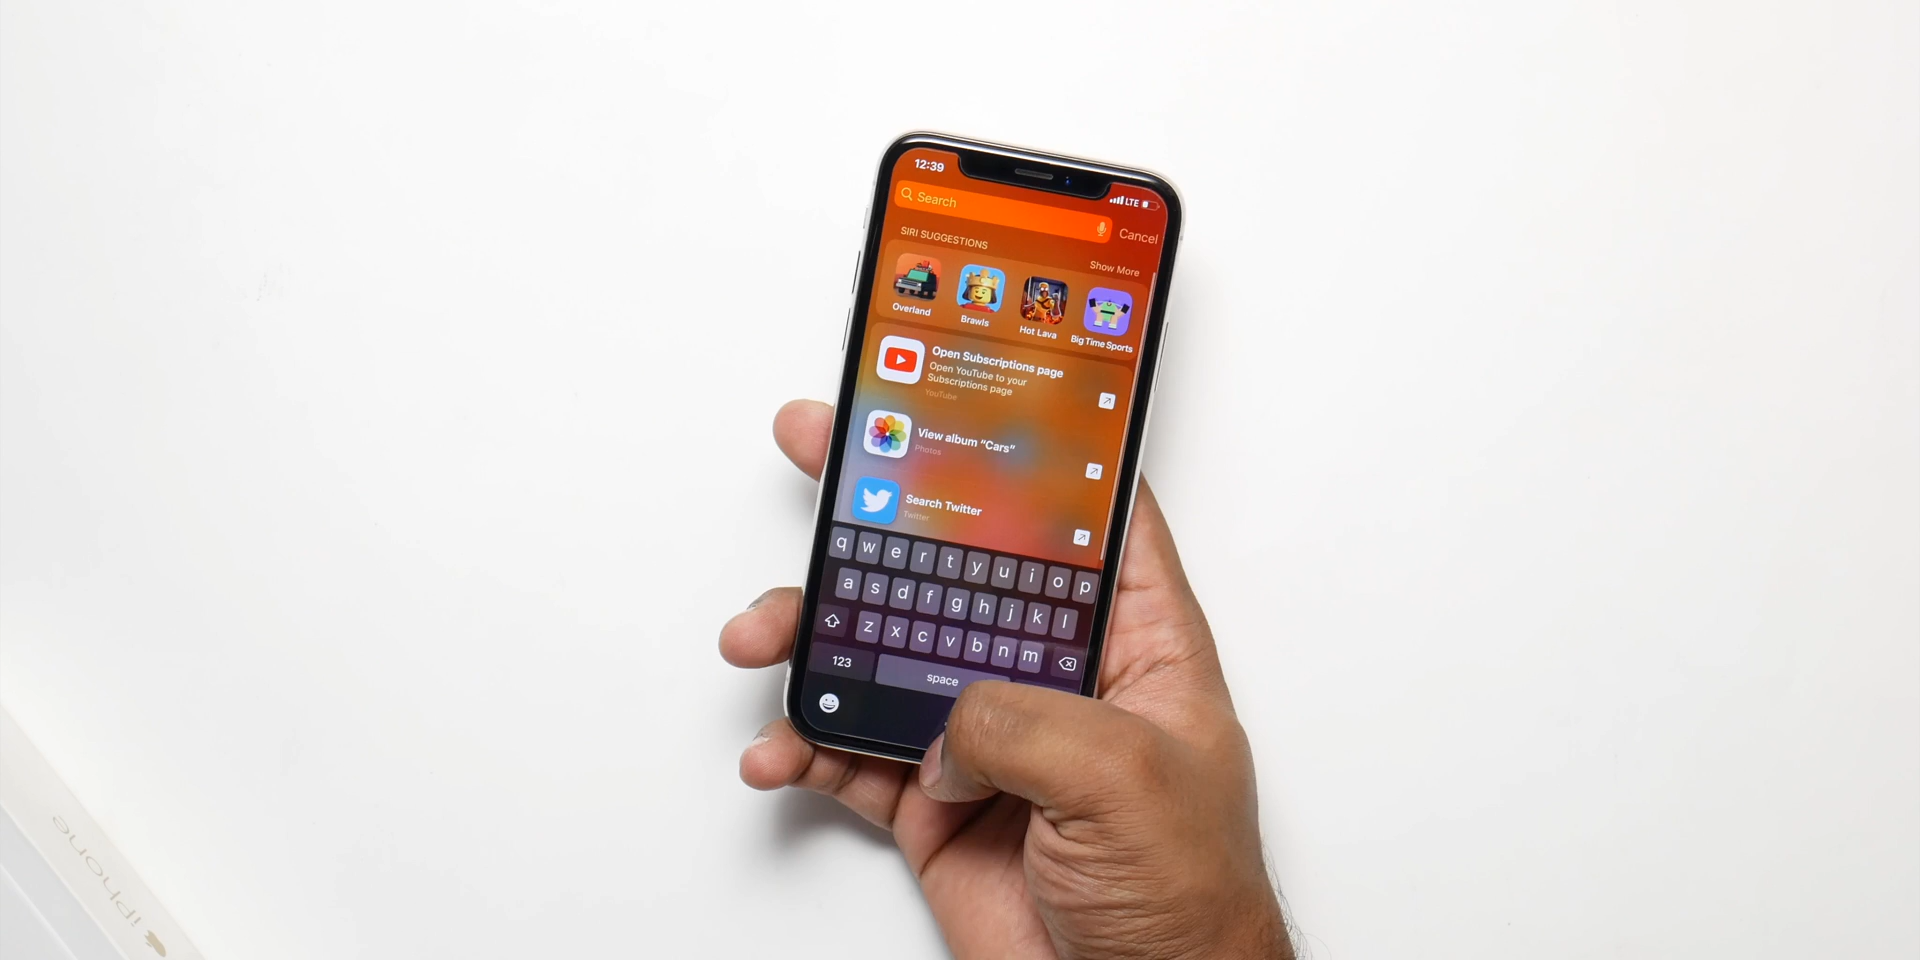 12:39
LTE
Search
Cancel
SIRI SUGGESTIONS
Show More
Overland
Brawls
Hot Lava
Big Time Sports
Open Subscriptions page
Open YouTube to your
Subscriptions page
YouTube
View album “Cars”
Photos
Search Twitter
Twitter
q w e r t y u i o p
a s d f g h j k l
z x c v b n m
123
space
iPhone